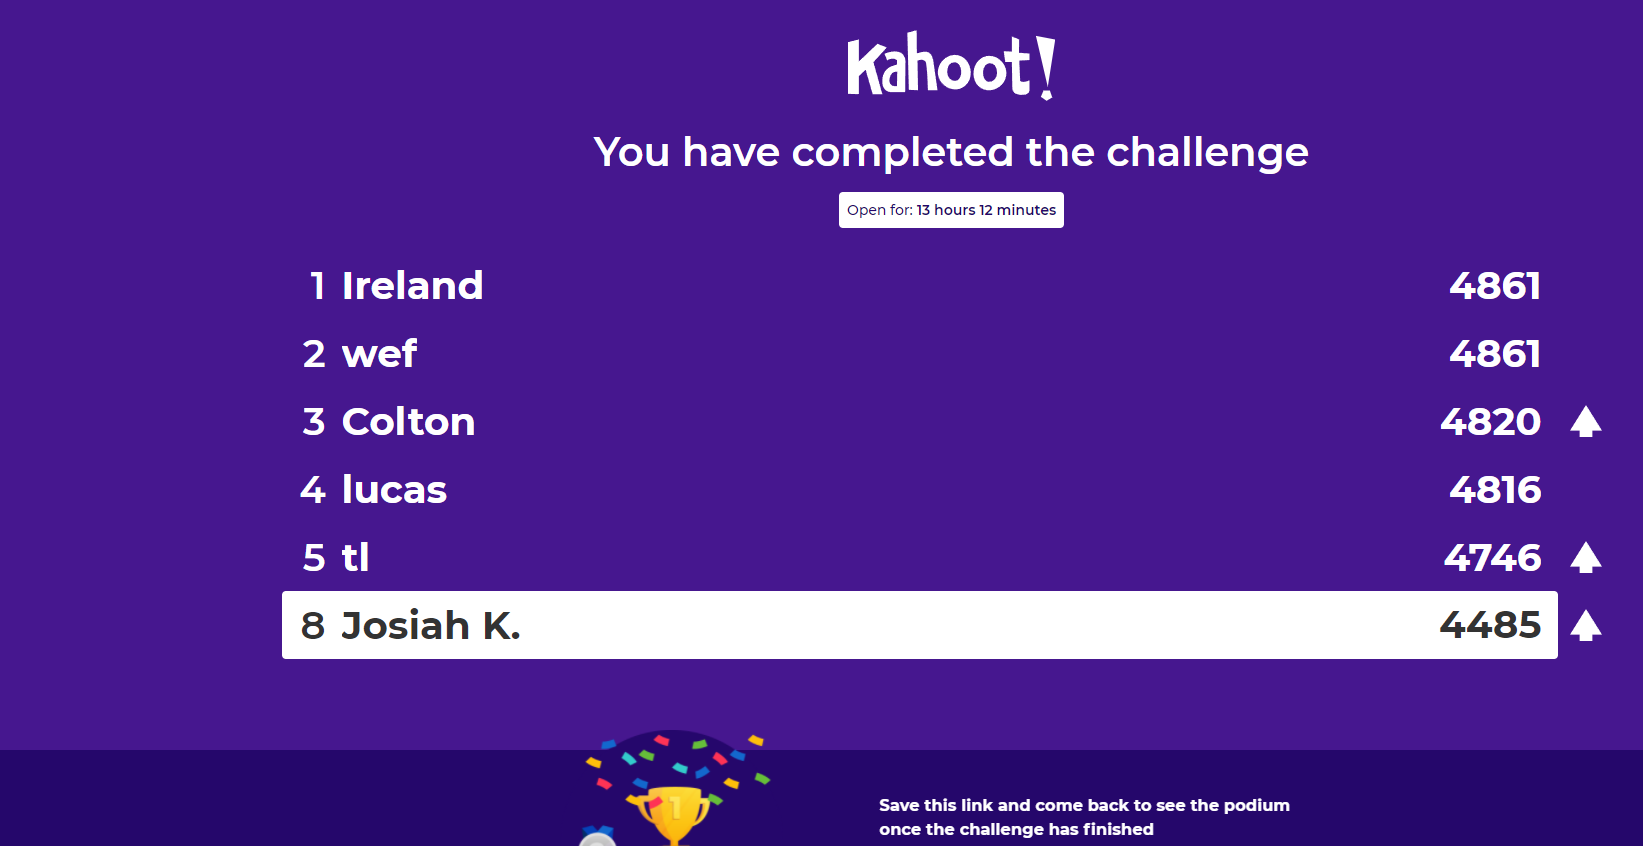 Kahoot!
You have completed the challenge
Open for: 13 hours 12 minutes
1 Ireland 4861
2 wef 4861
3 Colton 4820
4 lucas 4816
5 tl 4746
8 Josiah K. 4485
1
Save this link and come back to see the podium
once the challenge has finished